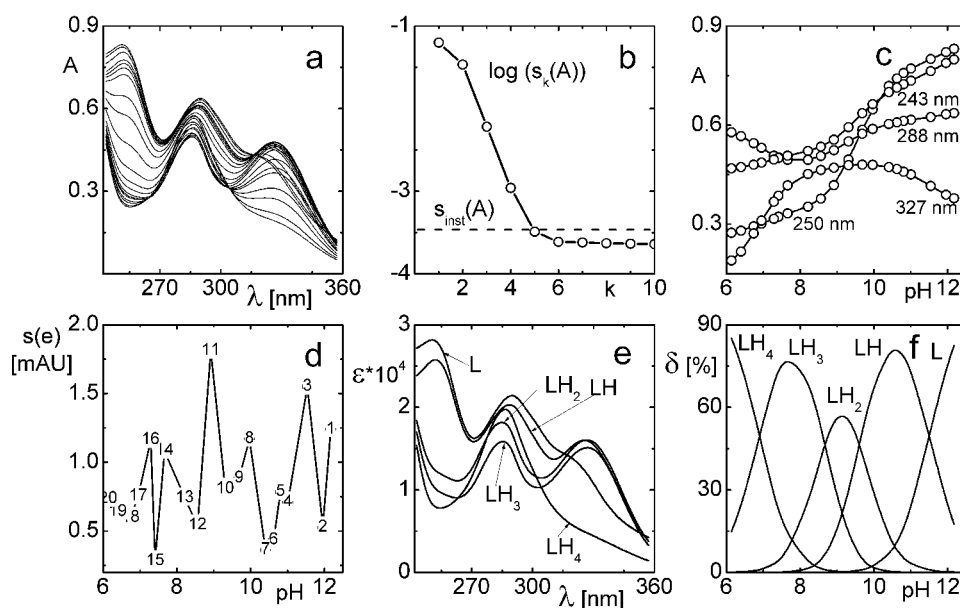 0.9
A
0.6
0.3
a
270 300 360
λ [nm]
-1
-3
-4
b
log (sₖ(A))
s_inst(A)
2 4 6 8 10
k
0.9
A
0.6
0.3
c
243 nm
288 nm
250 nm
327 nm
6 8 10 12
pH
s(e)
[mAU]
2.0
1.5
1.0
0.5
d
11
3
16
14
8
1
20
17
13
9
5
19
8
10
4
12
6
2
15
7
6 8 10 12
pH
ε*10⁴
3
2
1
0
e
L
LH₂
LH
LH₃
LH₄
270 300 360
λ [nm]
90
δ [%]
60
30
0
f
LH₄
LH₃
LH₂
LH
L
6 8 10 12
pH